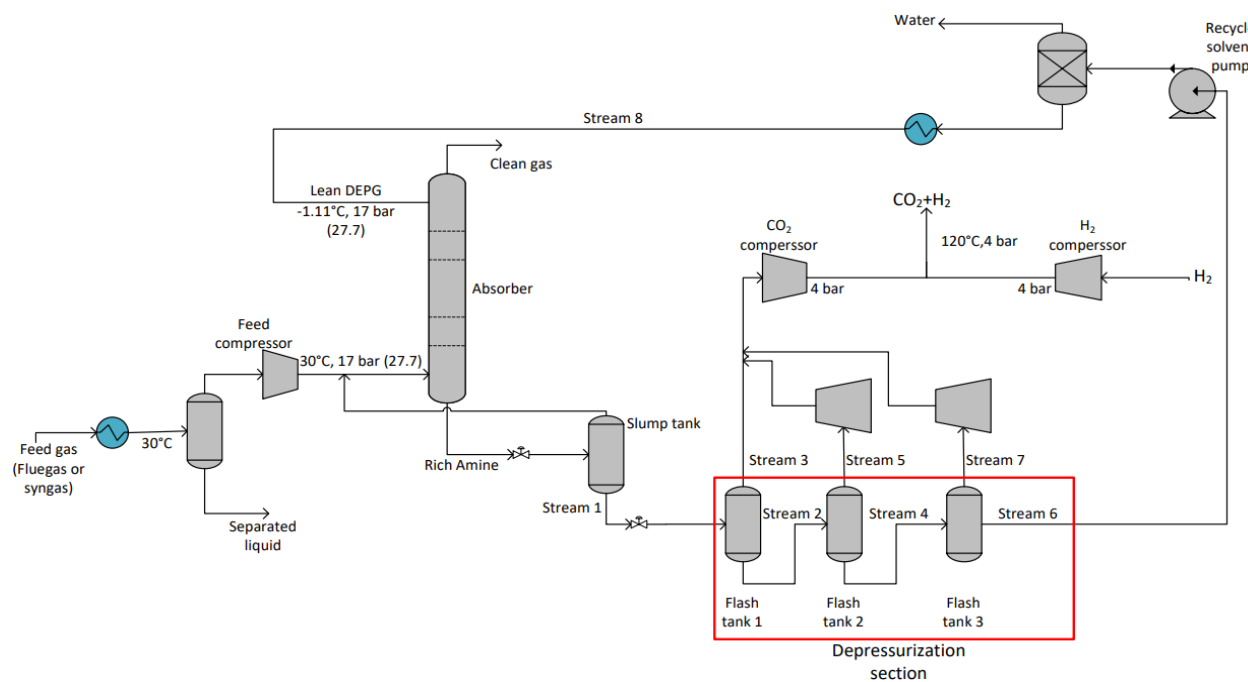 Water
Recycle
solven
pump
Stream 8
Clean gas
Lean DEPG
-1.11°C, 17 bar
(27.7)
CO2+H2
CO2
comperssor
120°C,4 bar
H2
comperssor
H2
4 bar
4 bar
Absorber
Feed
compressor
30°C, 17 bar (27.7)
Slump tank
30°C
Feed gas
(Fluegas or
syngas)
Rich Amine
Stream 3
Stream 5
Stream 7
Separated
liquid
Stream 1
Stream 2
Stream 4
Stream 6
Flash
tank 1
Flash
tank 2
Flash
tank 3
Depressurization
section